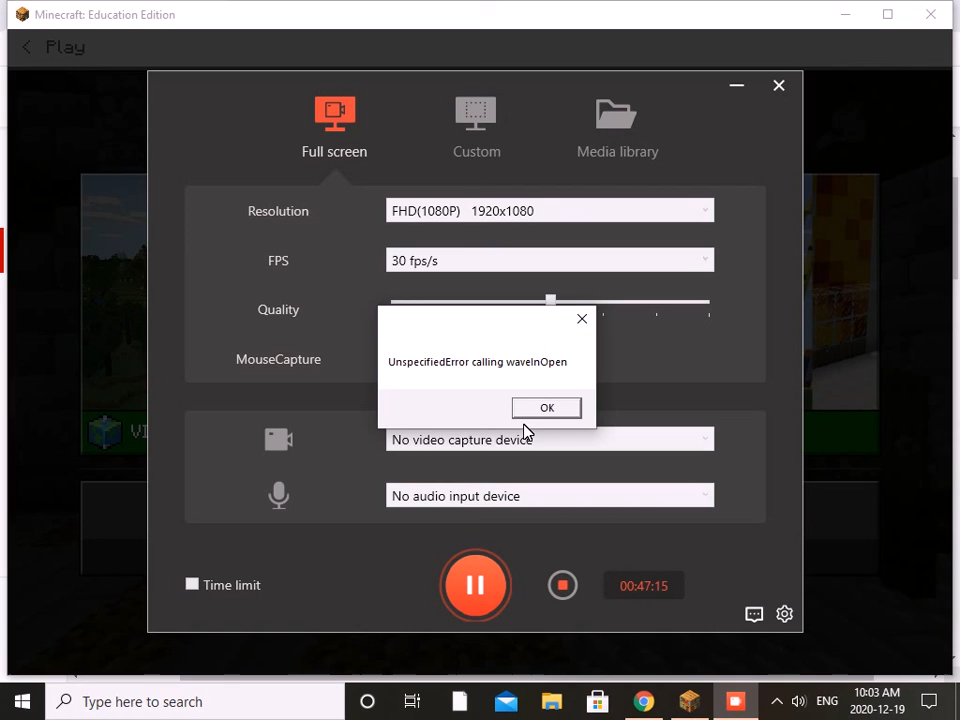 Minecraft: Education Edition
Play
Full screen
Custom
Media library
Resolution
FHD(1080P) 1920x1080
FPS
30 fps/s
Quality
UnspecifiedError calling waveInOpen
MouseCapture
OK
VI
No video capture device
No audio input device
Time limit
00:47:15
Type here to search
ENG
10:03 AM
2020-12-19